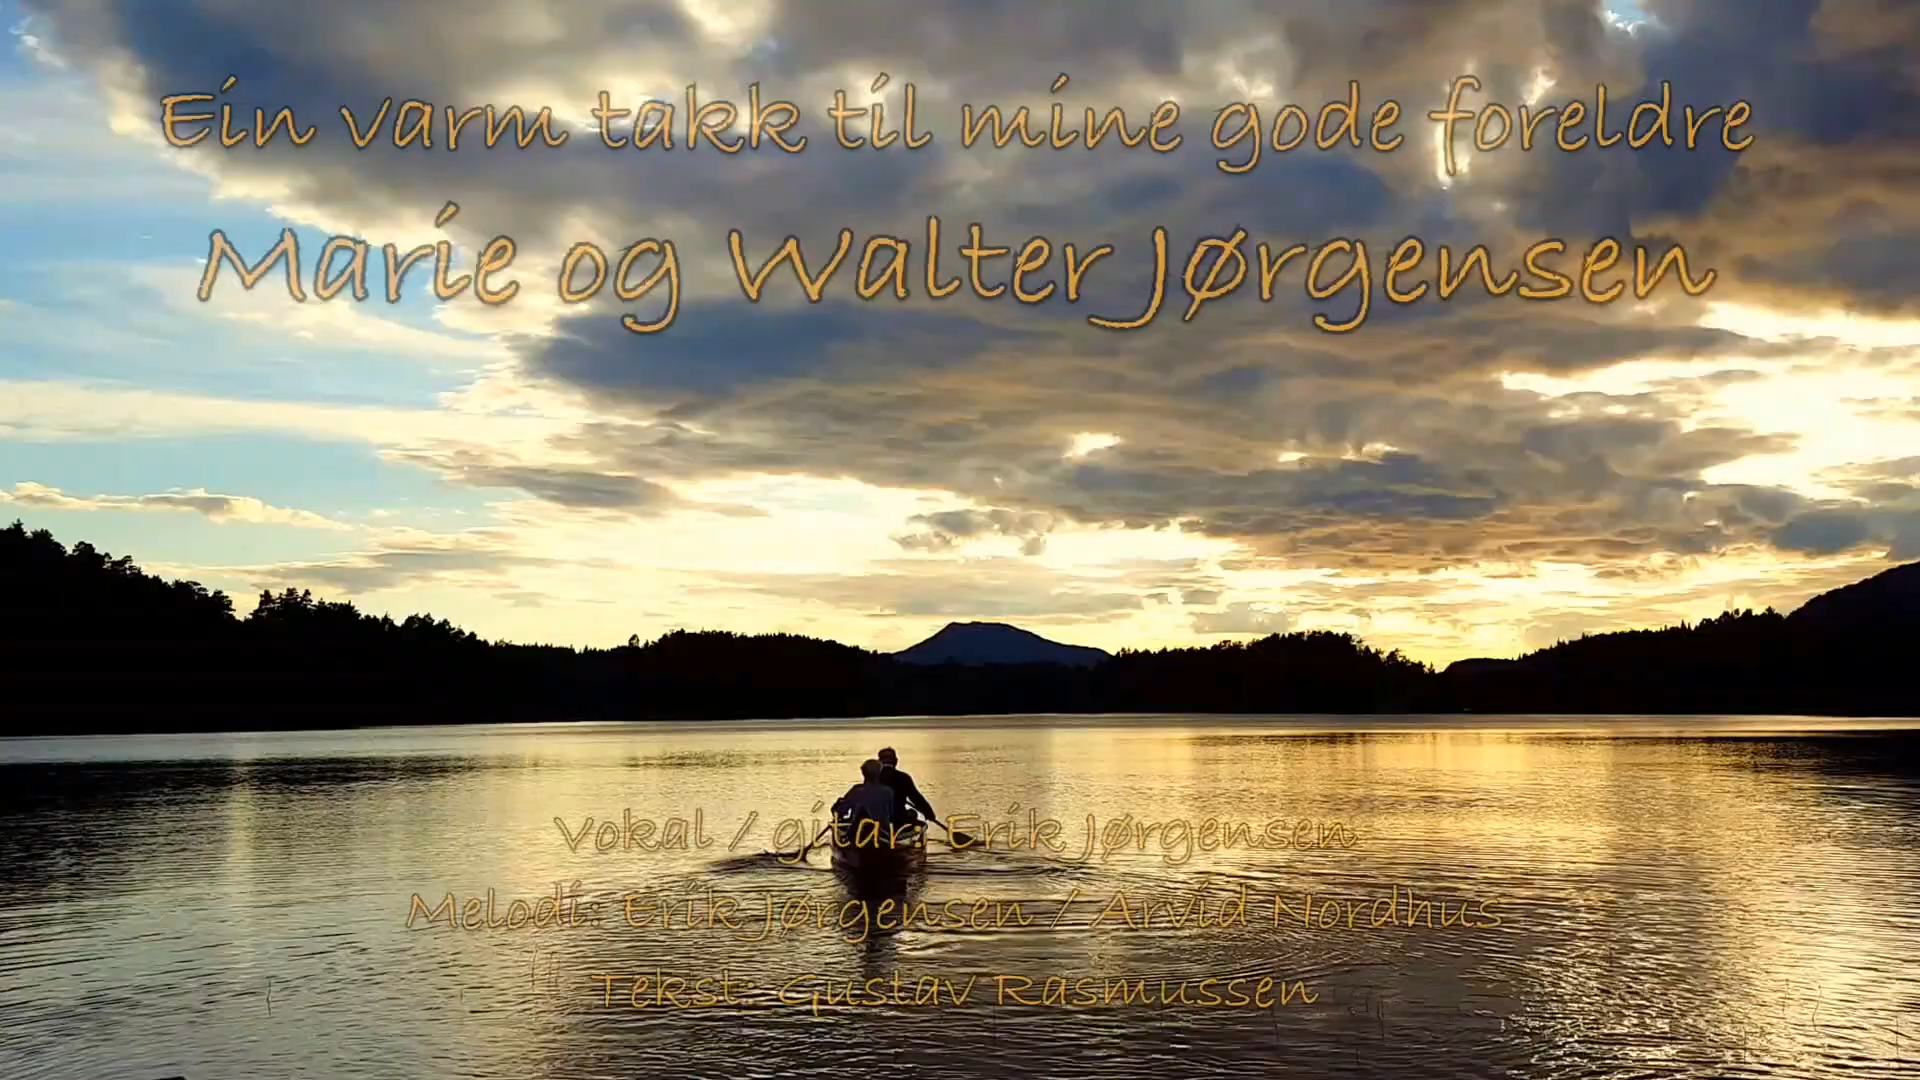 Ein varm takk til mine gode foreldre
Marie og Walter Jørgensen
Vokal / gitar: Erik Jørgensen
Melodi: Erik Jørgensen / Arvid Nordhus
Tekst: Gustav Rasmussen